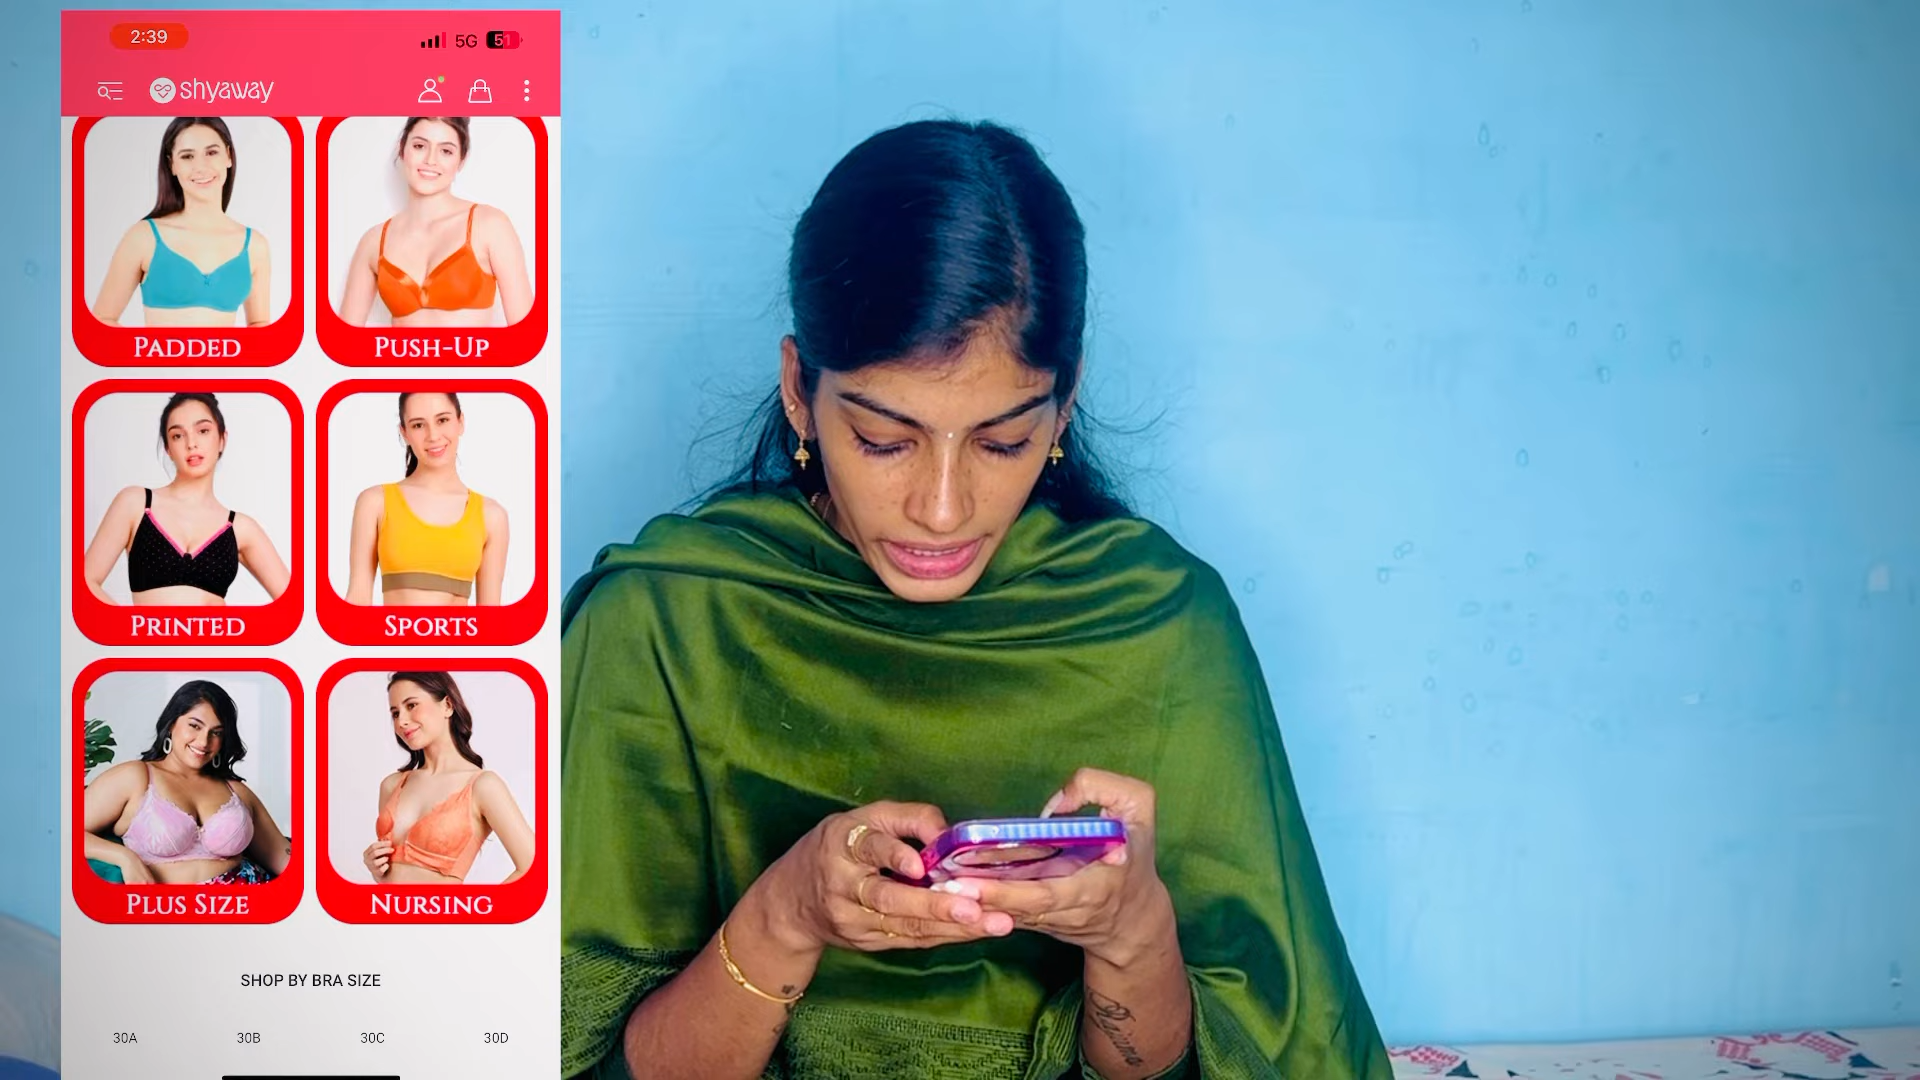 2:39
5G 51
shyaway
PADDED
PUSH-UP
PRINTED
SPORTS
PLUS SIZE
NURSING
SHOP BY BRA SIZE
30A 30B 30C 30D